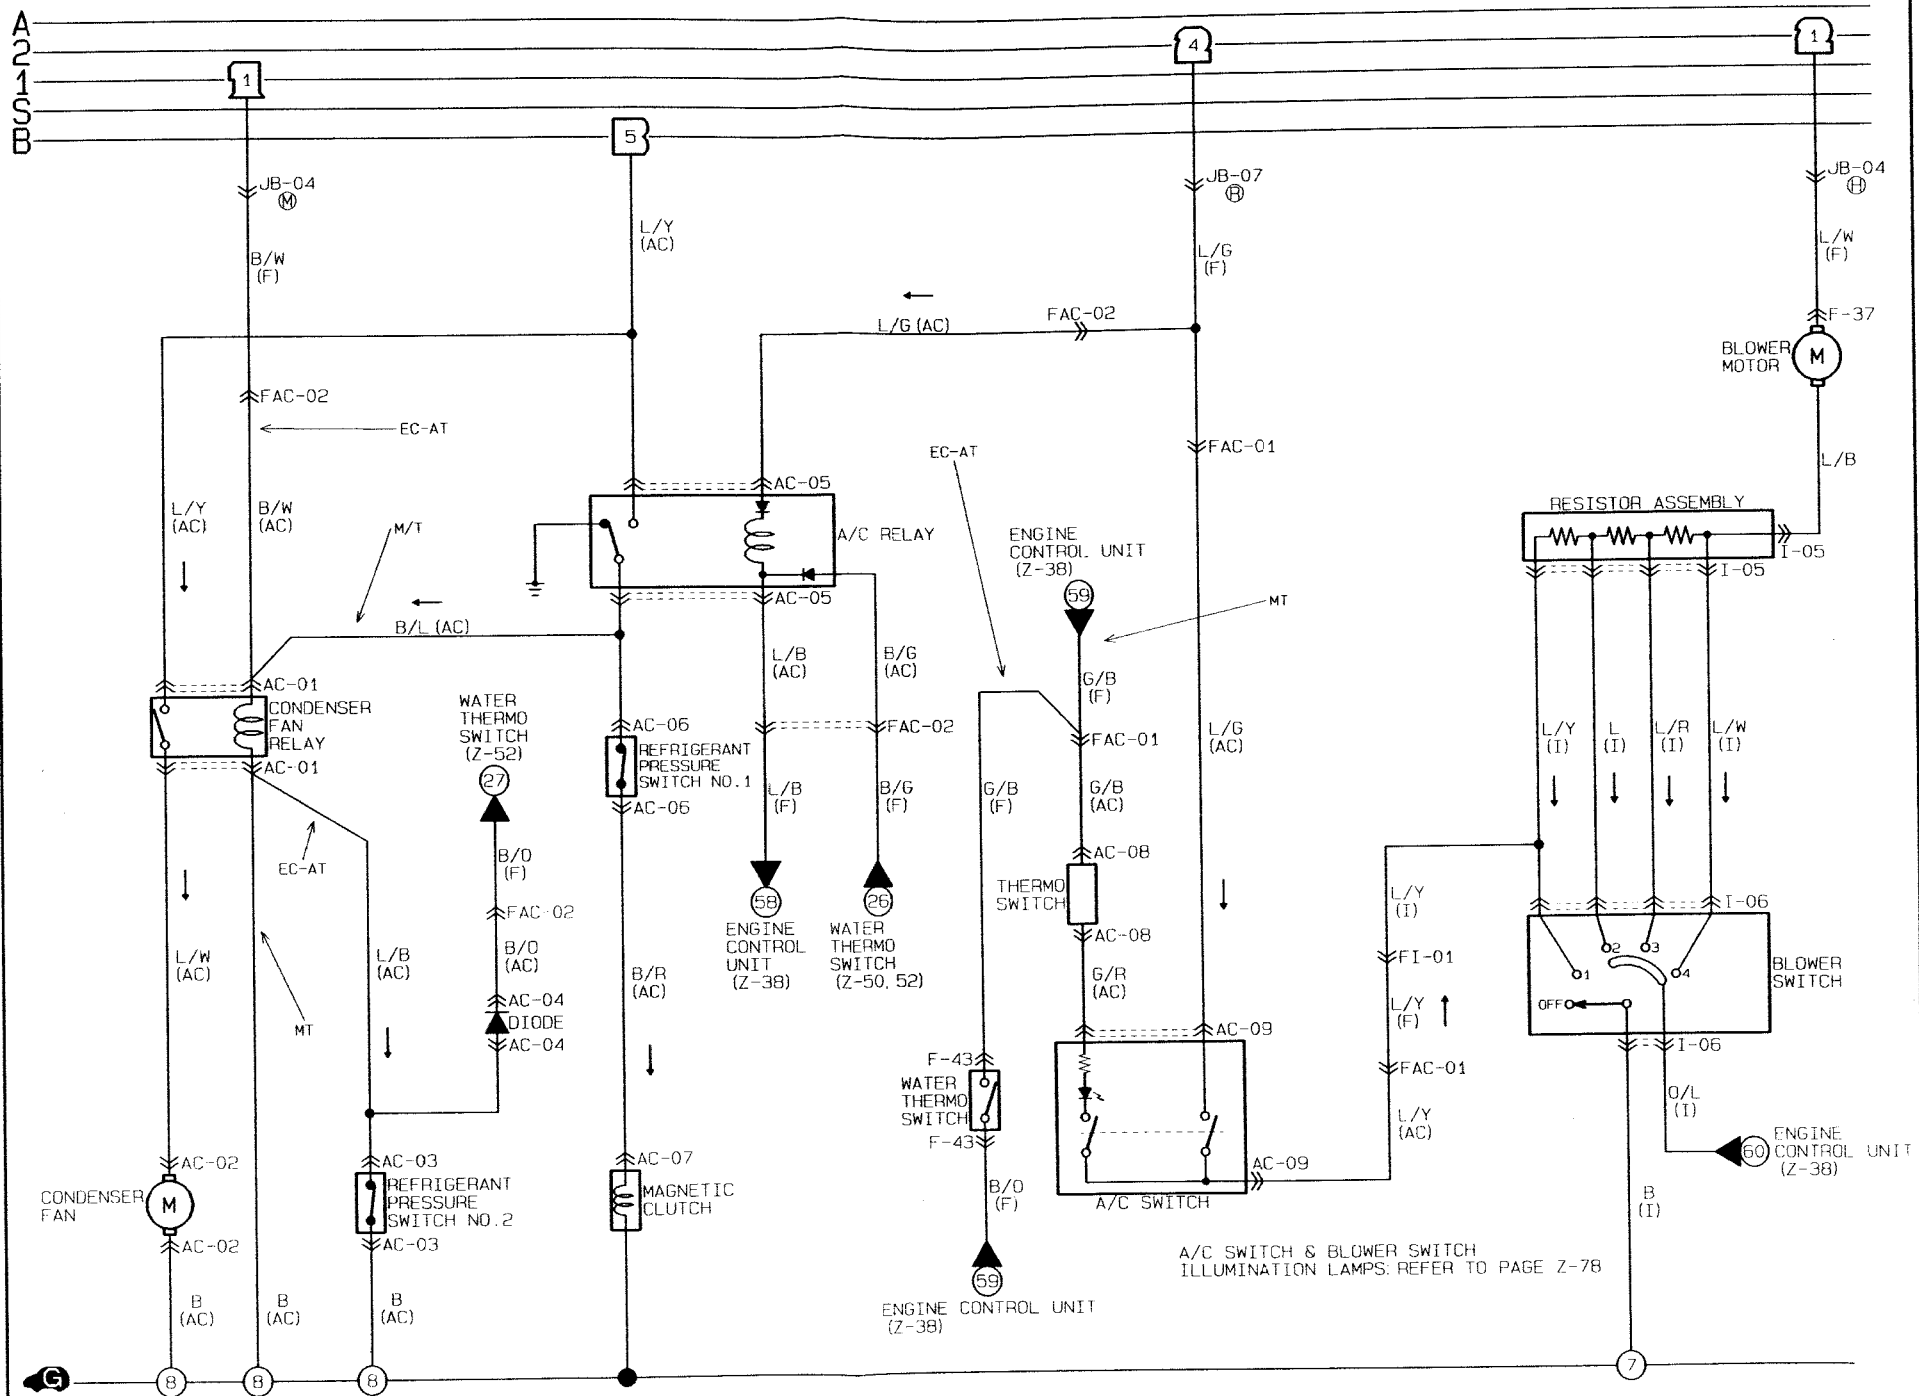 A
2
1
S
B
1
5
4
1
JB-04
M
B/W
(F)
L/Y
(AC)
JB-07
R
L/G
(F)
JB-04
H
L/W
(F)
L/G (AC)
FAC-02
F-37
BLOWER
MOTOR
M
FAC-02
EC-AT
FAC-01
L/B
EC-AT
L/Y
(AC)
B/W
(AC)
M/T
AC-05
A/C RELAY
AC-05
ENGINE
CONTROL UNIT
(Z-38)
59
MT
RESISTOR ASSEMBLY
I-05
I-05
B/L (AC)
L/B
(AC)
B/G
(AC)
G/B
(F)
AC-01
CONDENSER
FAN
RELAY
AC-01
WATER
THERMO
SWITCH
(Z-52)
27
AC-06
REFRIGERANT
PRESSURE
SWITCH NO.1
AC-06
FAC-02
FAC-01
L/G
(AC)
L/Y
(I)
L
(I)
L/R
(I)
L/W
(I)
L/B
(F)
B/G
(F)
G/B
(F)
G/B
(AC)
EC-AT
B/O
(F)
FAC-02
B/O
(AC)
AC-04
DIODE
AC-04
58
ENGINE
CONTROL
UNIT
(Z-38)
26
WATER
THERMO
SWITCH
(Z-50, 52)
AC-08
THERMO
SWITCH
AC-08
G/R
(AC)
L/Y
(I)
FI-01
L/Y
(F)
FAC-01
L/Y
(AC)
I-06
1
2
3
4
OFF
BLOWER
SWITCH
I-06
L/W
(AC)
MT
L/B
(AC)
B/R
(AC)
AC-09
F-43
WATER
THERMO
SWITCH
F-43
O/L
(I)
60
ENGINE
CONTROL UNIT
(Z-38)
AC-02
CONDENSER
FAN
M
AC-02
AC-03
REFRIGERANT
PRESSURE
SWITCH NO.2
AC-03
AC-07
MAGNETIC
CLUTCH
B/O
(F)
AC-09
A/C SWITCH
B
(I)
59
ENGINE CONTROL UNIT
(Z-38)
A/C SWITCH & BLOWER SWITCH
ILLUMINATION LAMPS: REFER TO PAGE Z-78
B
(AC)
B
(AC)
B
(AC)
G
8
8
8
7